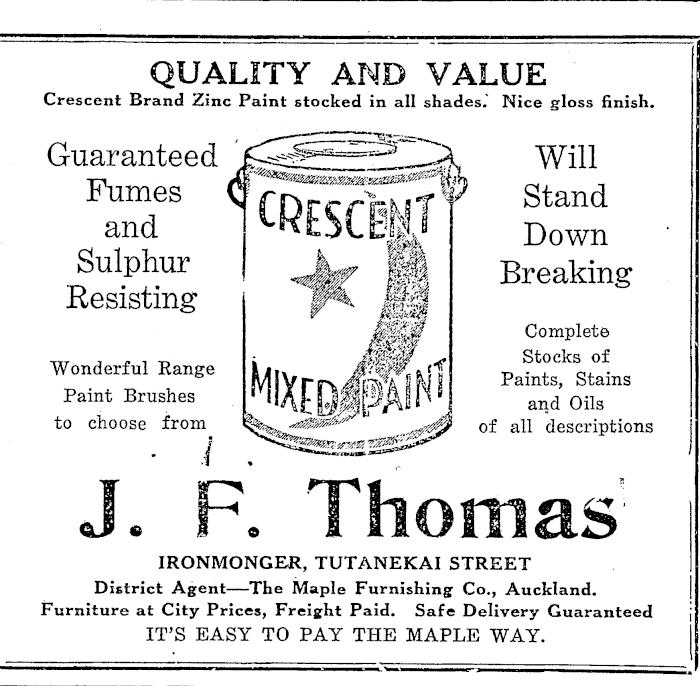 QUALITY AND VALUE
Crescent Brand Zinc Paint stocked in all shades. Nice gloss finish.
Guaranteed
Fumes
and
Sulphur
Resisting
Wonderful Range
Paint Brushes
to choose from
CRESCENT
MIXED PAINT
Will
Stand
Down
Breaking
Complete
Stocks of
Paints, Stains
and Oils
of all descriptions
J. F. Thomas
IRONMONGER, TUTANEKAI STREET
District Agent—The Maple Furnishing Co., Auckland.
Furniture at City Prices, Freight Paid. Safe Delivery Guaranteed
IT'S EASY TO PAY THE MAPLE WAY.